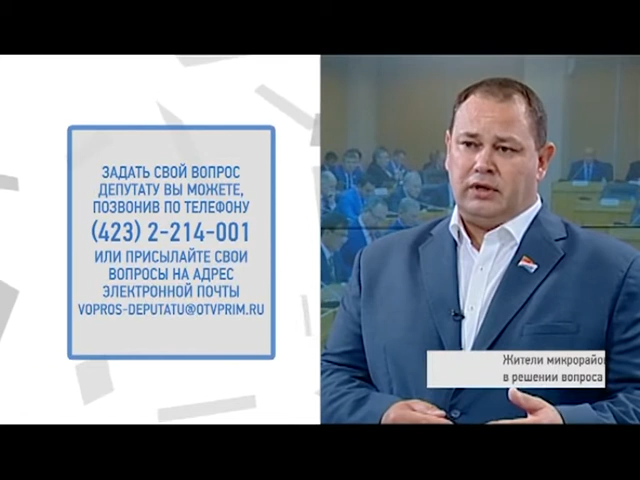 ЗАДАТЬ СВОЙ ВОПРОС
ДЕПУТАТУ ВЫ МОЖЕТЕ,
ПОЗВОНИВ ПО ТЕЛЕФОНУ
(423) 2-214-001
ИЛИ ПРИСЫЛАЙТЕ СВОИ
ВОПРОСЫ НА АДРЕС
ЭЛЕКТРОННОЙ ПОЧТЫ
VOPROS-DEPUTATU@OTVPRIM.RU
Жители микрорайо
в решении вопроса